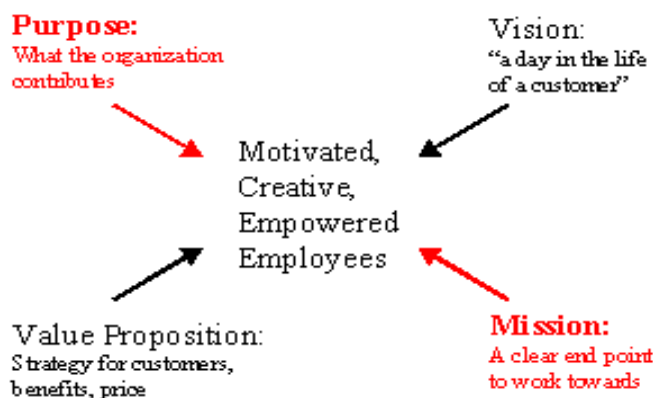 Purpose:
What the organization
contributes
Vision:
“a day in the life
of a customer”
Motivated,
Creative,
Empowered
Employees
Value Proposition:
Strategy for customers,
benefits, price
Mission:
A clear end point
to work towards